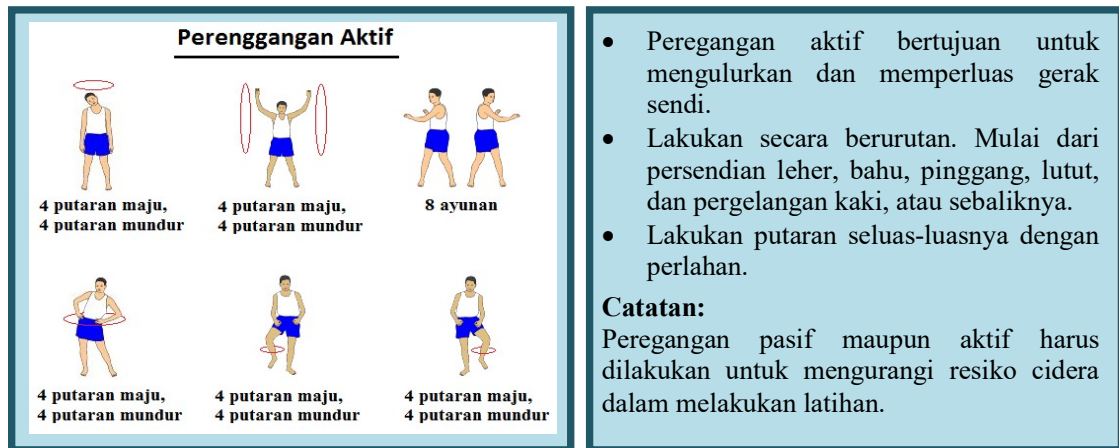 Perenggangan Aktif
4 putaran maju,
4 putaran mundur
4 putaran maju,
4 putaran mundur
8 ayunan
4 putaran maju,
4 putaran mundur
4 putaran maju,
4 putaran mundur
4 putaran maju,
4 putaran mundur
• Peregangan aktif bertujuan untuk
mengulurkan dan memperluas gerak
sendi.
• Lakukan secara berurutan. Mulai dari
persendian leher, bahu, pinggang, lutut,
dan pergelangan kaki, atau sebaliknya.
• Lakukan putaran seluas-luasnya dengan
perlahan.
Catatan:
Peregangan pasif maupun aktif harus
dilakukan untuk mengurangi resiko cidera
dalam melakukan latihan.